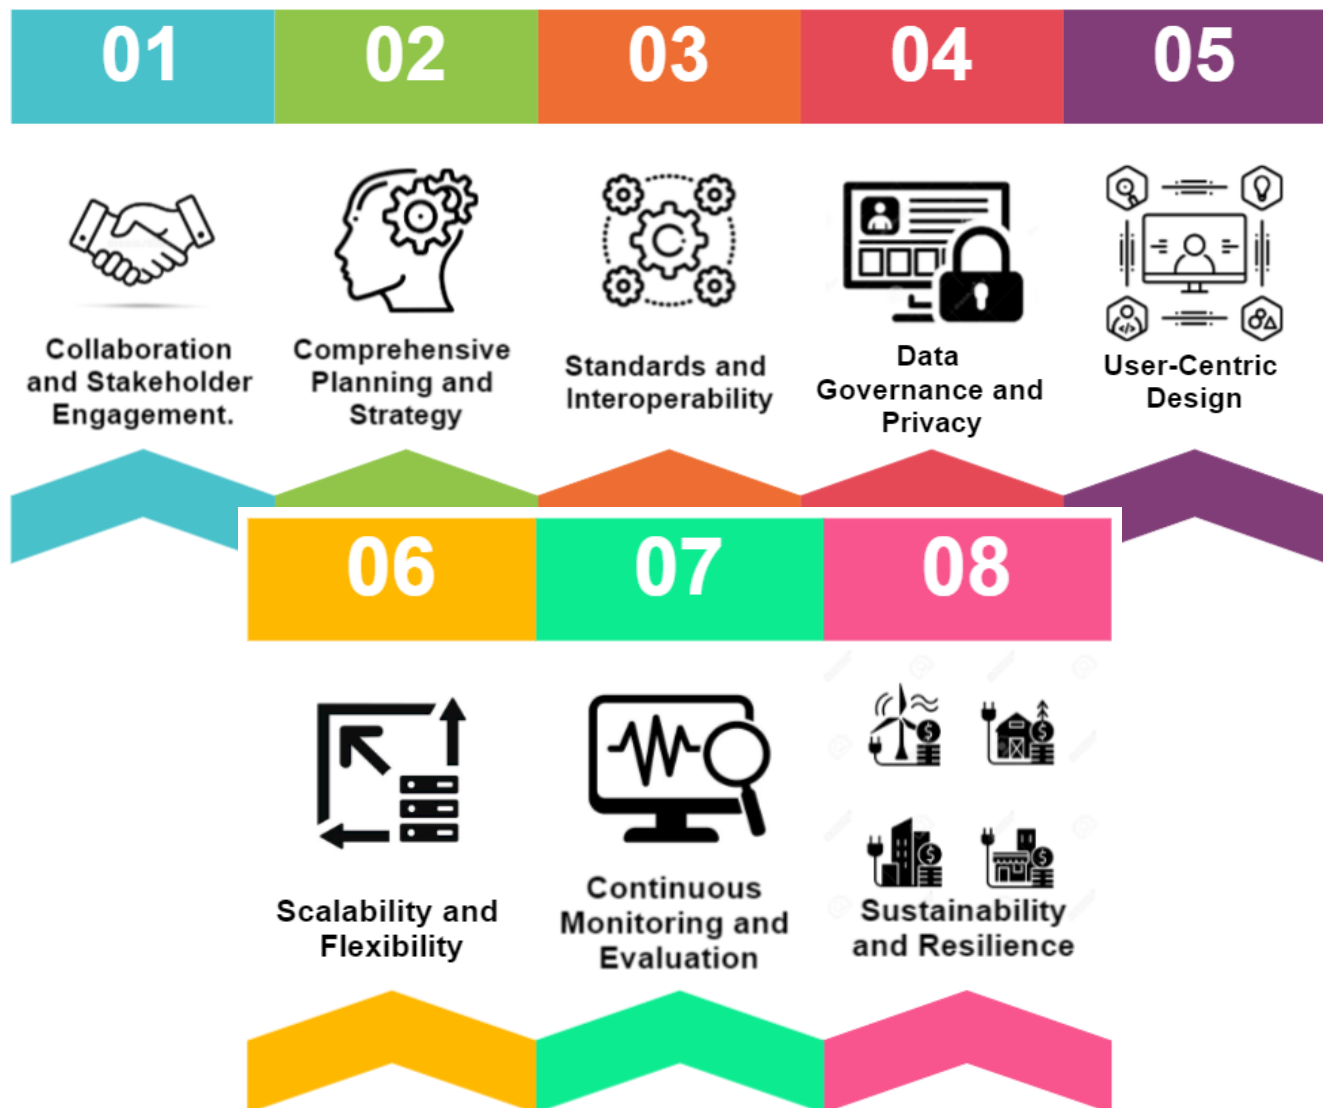 01
02
03
04
05
Collaboration
and Stakeholder
Engagement.
Comprehensive
Planning and
Strategy
Standards and
Interoperability
Data
Governance and
Privacy
User-Centric
Design
06
07
08
Scalability and
Flexibility
Continuous
Monitoring and
Evaluation
Sustainability
and Resilience